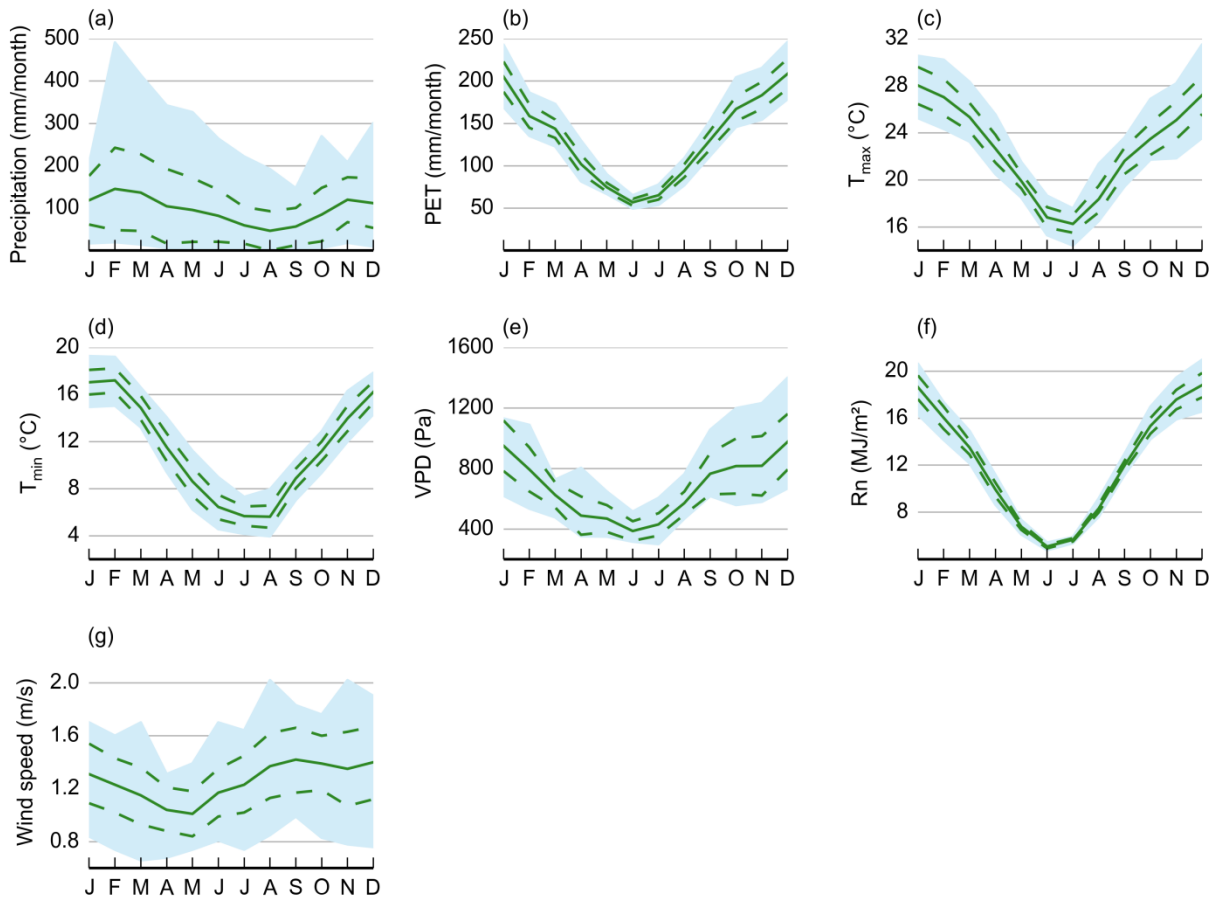 (a)
Precipitation (mm/month)
500
400
300
200
100
J F M A M J J A S O N D
(b)
PET (mm/month)
250
200
150
100
50
J F M A M J J A S O N D
(c)
Tmax (°C)
32
28
24
20
16
J F M A M J J A S O N D
(d)
Tmin (°C)
20
16
12
8
4
J F M A M J J A S O N D
(e)
VPD (Pa)
1600
1200
800
400
J F M A M J J A S O N D
(f)
Rn (MJ/m²)
20
16
12
8
J F M A M J J A S O N D
(g)
Wind speed (m/s)
2.0
1.6
1.2
0.8
J F M A M J J A S O N D